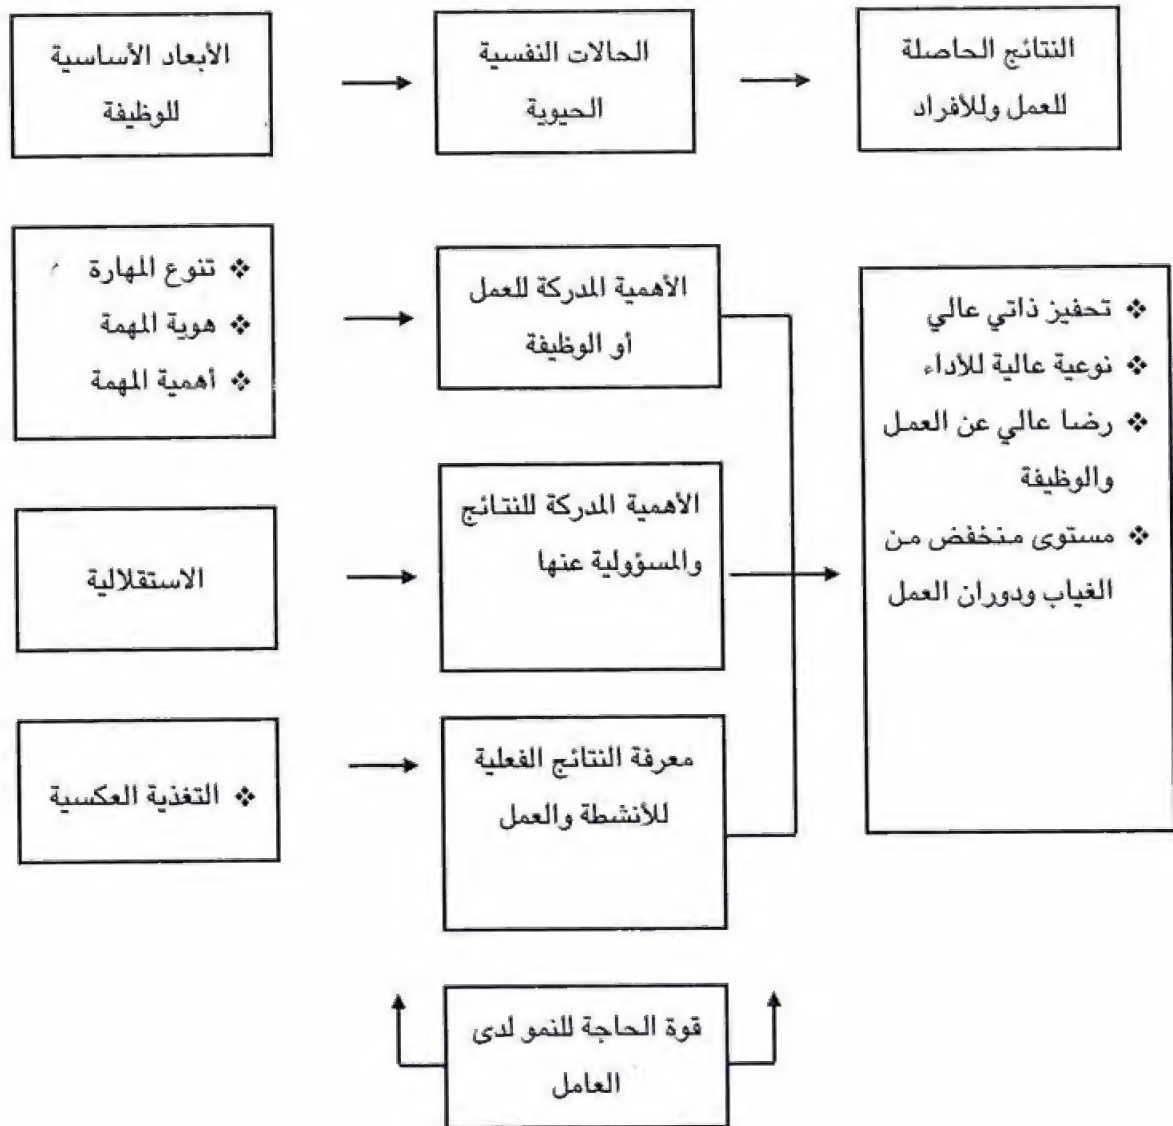 الأبعاد الأساسية
للوظيفة
الحالات النفسية
الحيوية
النتائج الحاصلة
للعمل وللأفراد
❖ تنوع المهارة
❖ هوية المهمة
❖ أهمية المهمة
الأهمية المدركة للعمل
أو الوظيفة
❖ تحفيز ذاتي عالي
❖ نوعية عالية للأداء
❖ رضا عالي عن العمل
والوظيفة
❖ مستوى منخفض من
الغياب ودوران العمل
الاستقلالية
الأهمية المدركة للنتائج
والمسؤولية عنها
❖ التغذية العكسية
معرفة النتائج الفعلية
للأنشطة والعمل
قوة الحاجة للنمو لدى
العامل